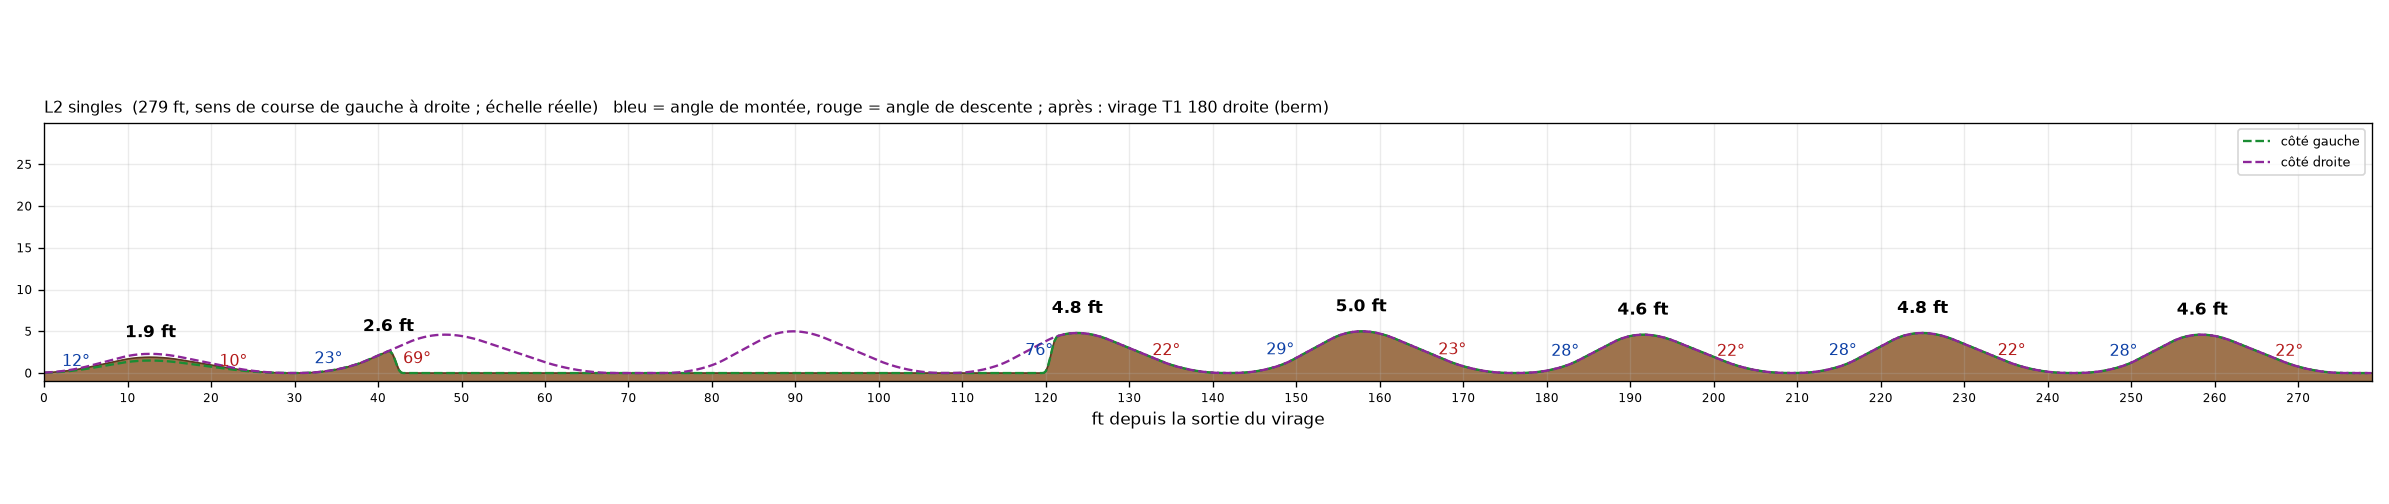 L2 singles  (279 ft, sens de course de gauche à droite ; échelle réelle)   bleu = angle de montée, rouge = angle de descente ; après : virage T1 180 droite (berm)
côté gauche
côté droite
25
20
15
10
5
0
1.9 ft
2.6 ft
4.8 ft
5.0 ft
4.6 ft
4.8 ft
4.6 ft
12°
10°
23°
69°
76°
22°
29°
23°
28°
22°
28°
22°
28°
22°
0 10 20 30 40 50 60 70 80 90 100 110 120 130 140 150 160 170 180 190 200 210 220 230 240 250 260 270
ft depuis la sortie du virage